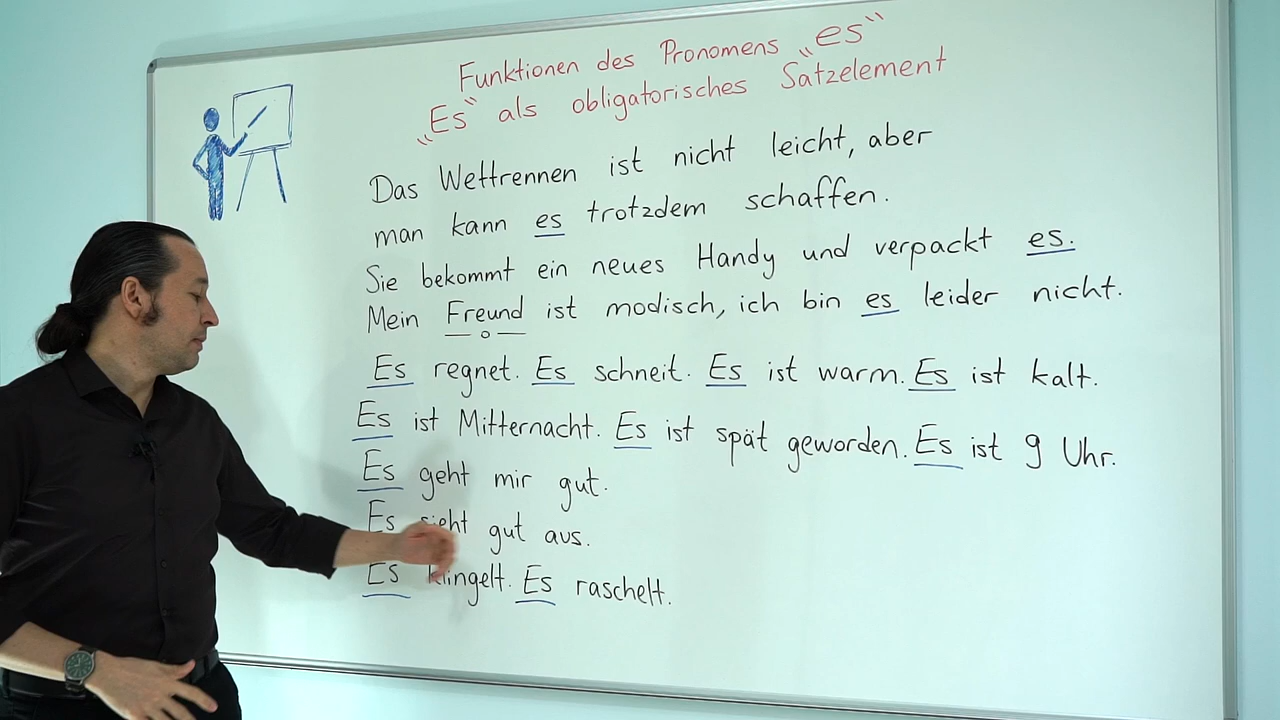 Funktionen des Pronomens „es“
„Es“ als obligatorisches Satzelement
Das Wettrennen ist nicht leicht, aber
man kann es trotzdem schaffen.
Sie bekommt ein neues Handy und verpackt es.
Mein Freund ist modisch, ich bin es leider nicht.
Es regnet. Es schneit. Es ist warm. Es ist kalt.
Es ist Mitternacht. Es ist spät geworden. Es ist 9 Uhr.
Es geht mir gut.
Es sieht gut aus.
Es klingelt. Es raschelt.